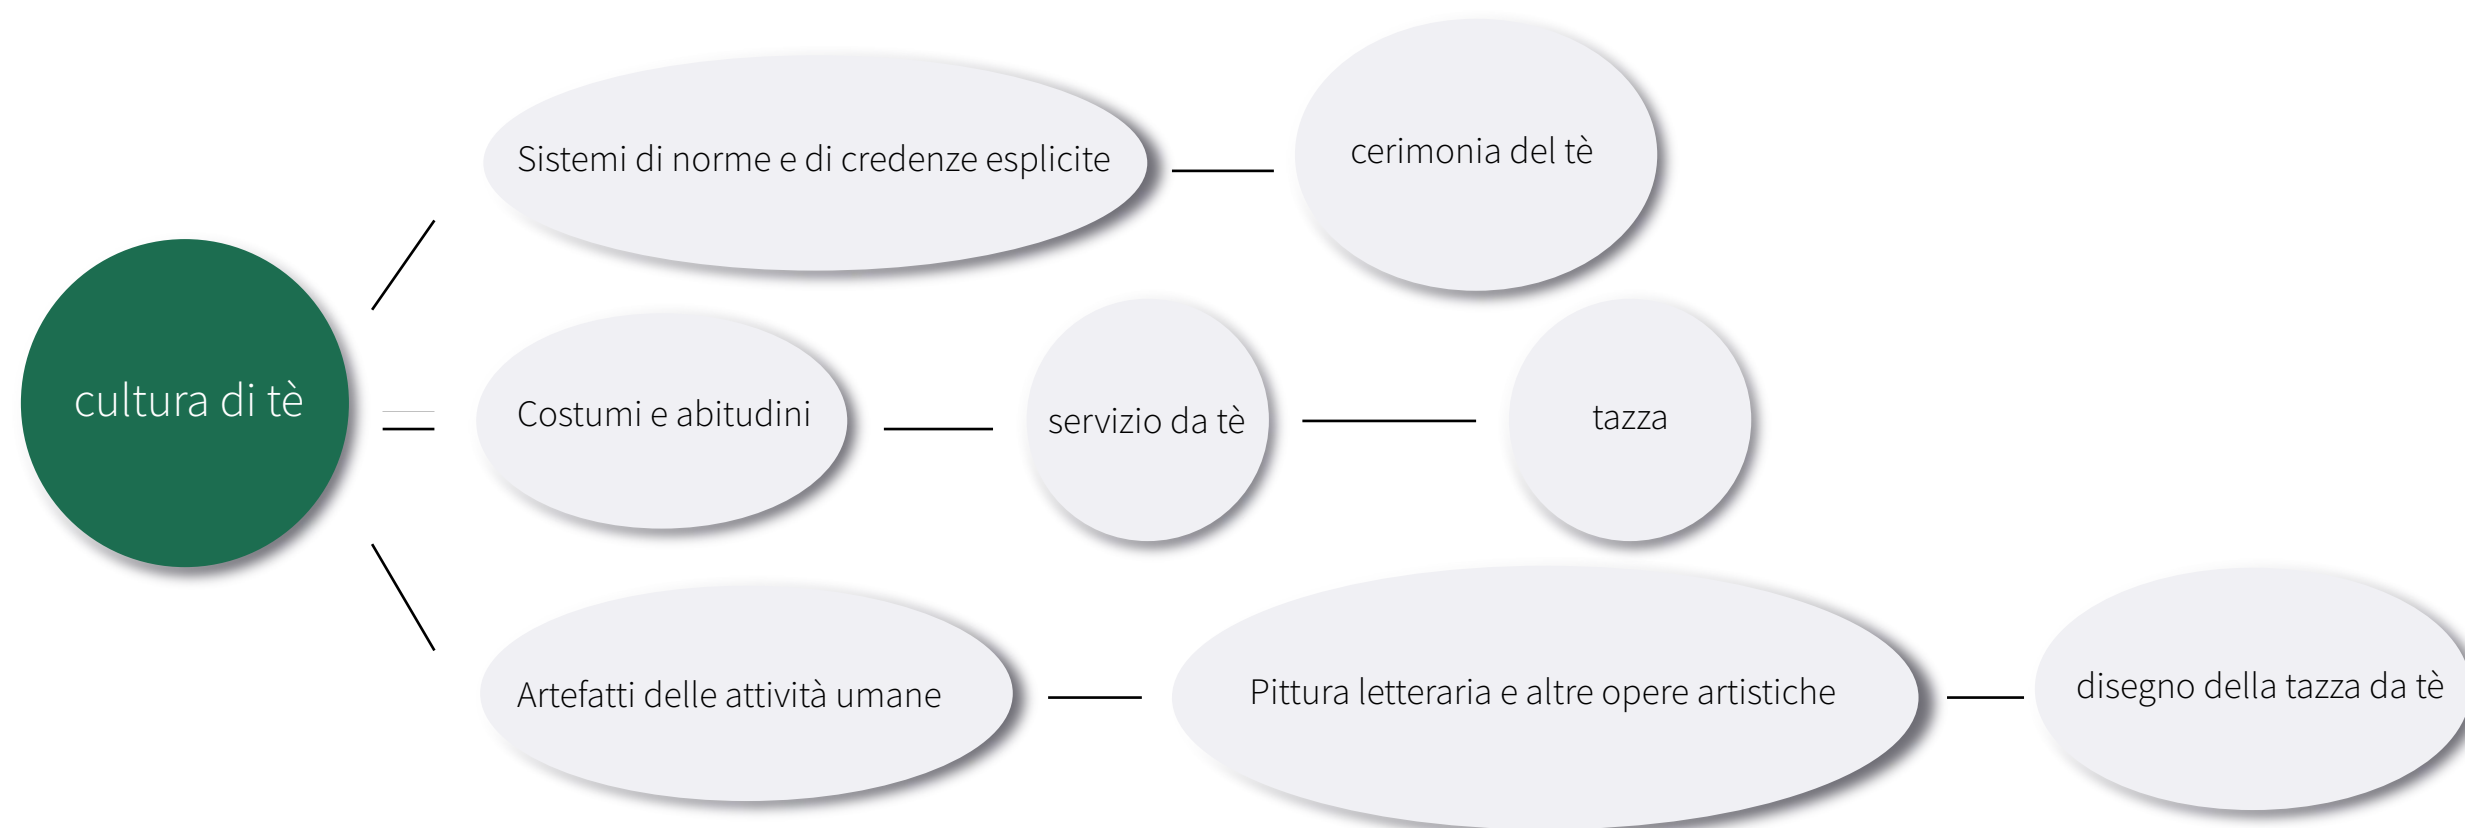 Sistemi di norme e di credenze esplicite
cerimonia del tè
cultura di tè
Costumi e abitudini
servizio da tè
tazza
Artefatti delle attività umane
Pittura letteraria e altre opere artistiche
disegno della tazza da tè